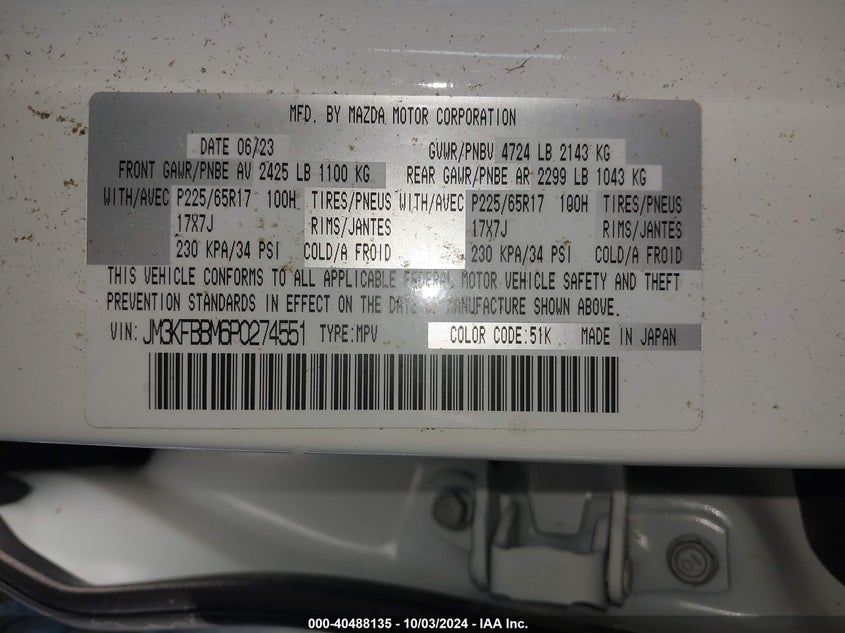 MFD. BY MAZDA MOTOR CORPORATION
DATE 06/23 GVWR/PNBV 4724 LB 2143 KG
FRONT GAWR/PNBE AV 2425 LB 1100 KG REAR GAWR/PNBE AR 2299 LB 1043 KG
WITH/AVEC P225/65R17 100H TIRES/PNEUS WITH/AVEC P225/65R17 100H TIRES/PNEUS
17X7J RIMS/JANTES 17X7J RIMS/JANTES
230 KPA/34 PSI COLD/A FROID 230 KPA/34 PSI COLD/A FROID
THIS VEHICLE CONFORMS TO ALL APPLICABLE FEDERAL MOTOR VEHICLE SAFETY AND THEFT
PREVENTION STANDARDS IN EFFECT ON THE DATE OF MANUFACTURE SHOWN ABOVE.
VIN: JM3KFBBM6P0274551 TYPE:MPV COLOR CODE:51K MADE IN JAPAN
000-40488135 - 10/03/2024 - IAA Inc.